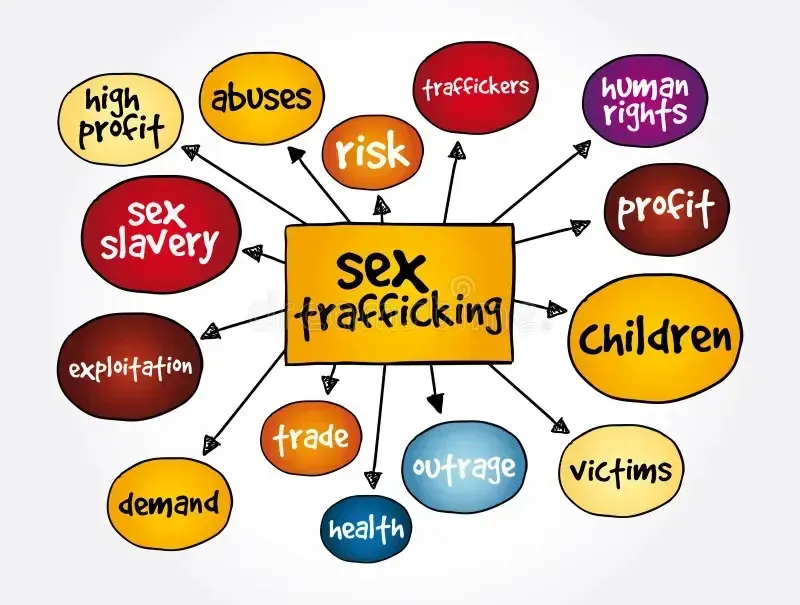 high
profit
abuses
traffickers
human
rights
risk
sex
slavery
profit
sex
trafficking
children
exploitation
trade
outrage
victims
demand
health